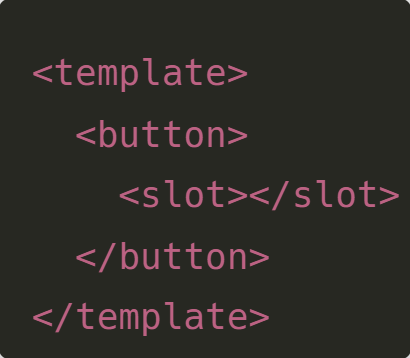 <template>
  <button>
    <slot></slot>
  </button>
</template>